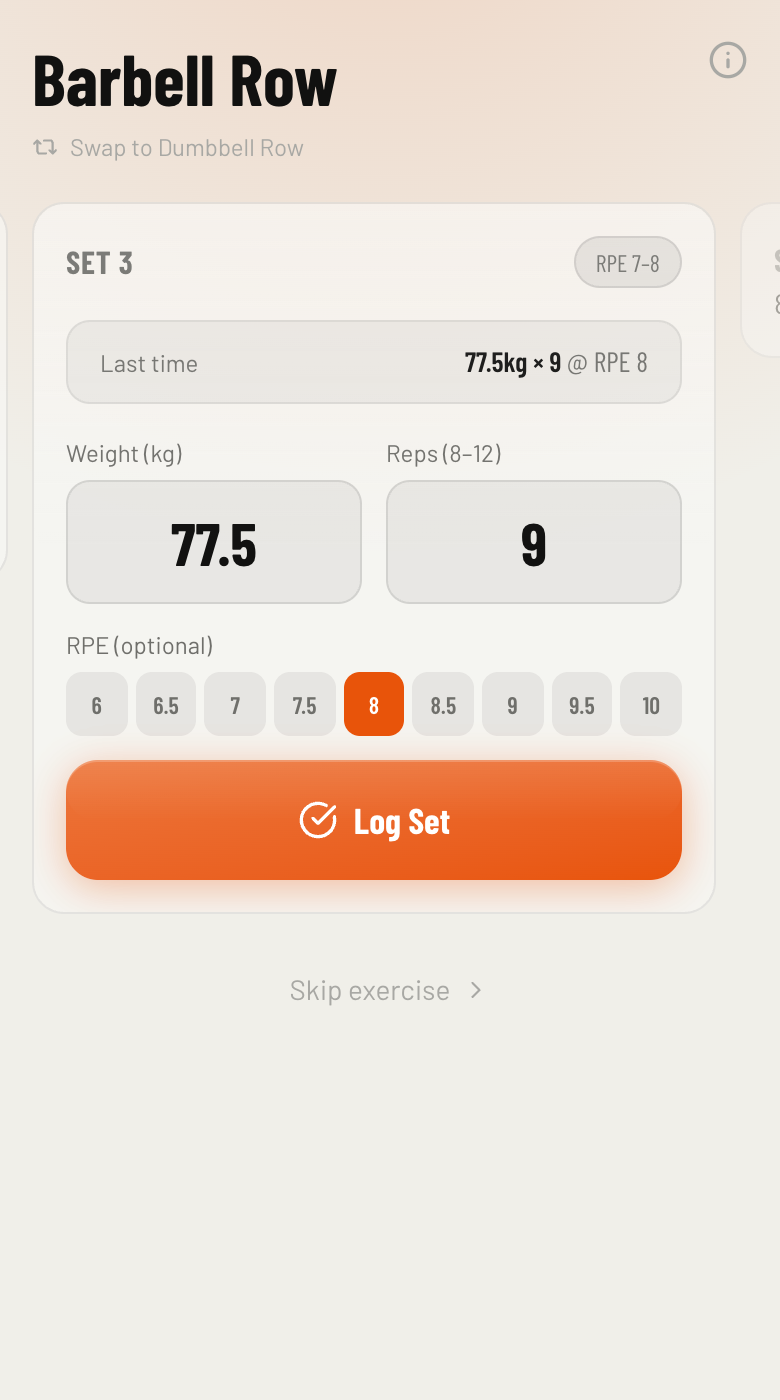 Barbell Row
Swap to Dumbbell Row
SET 3
RPE 7–8
Last time
77.5kg × 9 @ RPE 8
Weight (kg)
Reps (8–12)
77.5
9
RPE (optional)
6 6.5 7 7.5 8 8.5 9 9.5 10
Log Set
Skip exercise